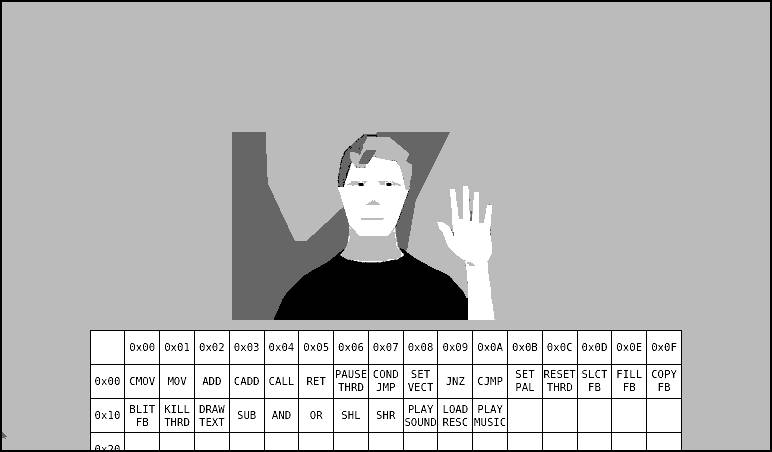 0x00 0x01 0x02 0x03 0x04 0x05 0x06 0x07 0x08 0x09 0x0A 0x0B 0x0C 0x0D 0x0E 0x0F
0x00 CMOV MOV ADD CADD CALL RET PAUSE THRD COND JMP SET VECT JNZ CJMP SET PAL RESET THRD SLCT FB FILL FB COPY FB
0x10 BLIT FB KILL THRD DRAW TEXT SUB AND OR SHL SHR PLAY SOUND LOAD RESC PLAY MUSIC
0x20